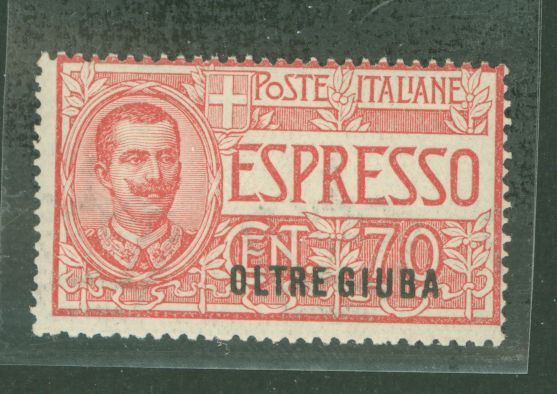 POSTE ITALIANE
ESPRESSO
CENT 70
OLTRE GIUBA